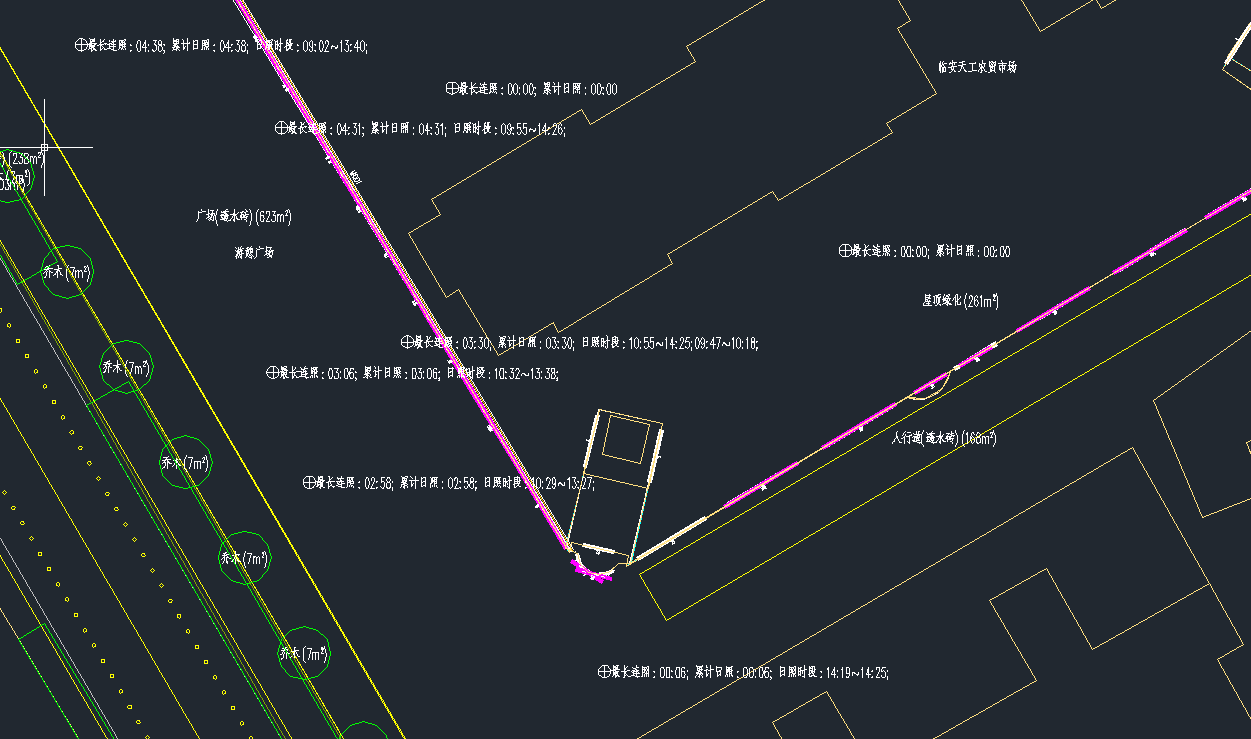 最长连照：04:38; 累计日照：04:38; 日照时段：09:02~13:40;
临安天工农贸市场
最长连照：00:00; 累计日照：00:00
最长连照：04:31; 累计日照：04:31; 日照时段：09:55~14:26;
(238m²)
(7m²)
广场(透水砖)(623m²)
游憩广场
最长连照：00:00; 累计日照：00:00
乔木(7m²)
屋顶绿化(261m²)
最长连照：03:30; 累计日照：03:30; 日照时段：10:55~14:25;09:47~10:18;
乔木(7m²)
最长连照：03:06; 累计日照：03:06; 日照时段：10:32~13:38;
人行道(透水砖)(168m²)
乔木(7m²)
最长连照：02:58; 累计日照：02:58; 日照时段：10:29~13:27;
乔木(7m²)
乔木(7m²)
最长连照：00:06; 累计日照：00:06; 日照时段：14:19~14:25;